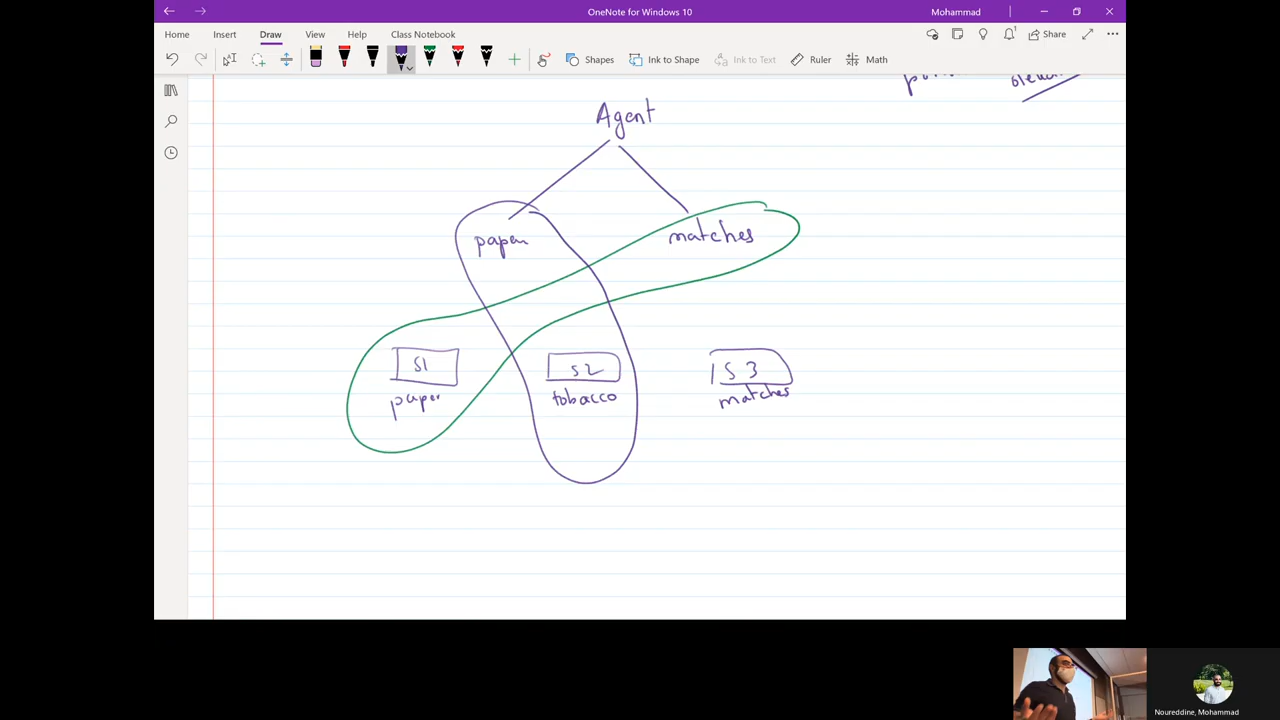 OneNote for Windows 10
Mohammad
Home Insert Draw View Help Class Notebook
Share
Shapes Ink to Shape Ink to Text Ruler Math
Agent
paper matches
S1 S2 S3
paper tobacco matches
Noureddine, Mohammad